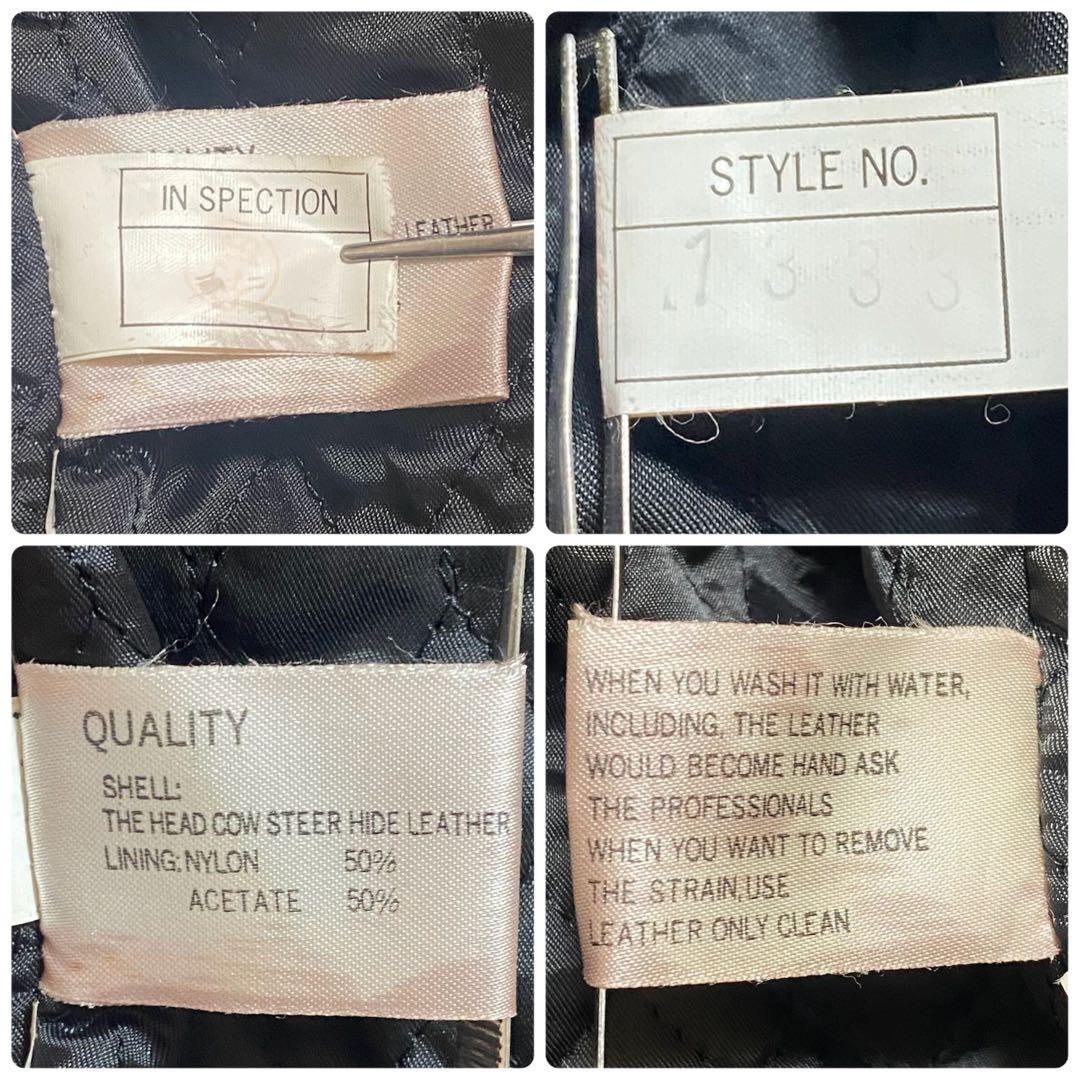 QUALITY
IN SPECTION
LEATHER
STYLE NO.
1333
QUALITY
SHELL:
THE HEAD COW STEER HIDE LEATHER
LINING: NYLON 50%
ACETATE 50%
WHEN YOU WASH IT WITH WATER,
INCLUDING, THE LEATHER
WOULD BECOME HAND ASK
THE PROFESSIONALS
WHEN YOU WANT TO REMOVE
THE STRAIN,USE
LEATHER ONLY CLEAN